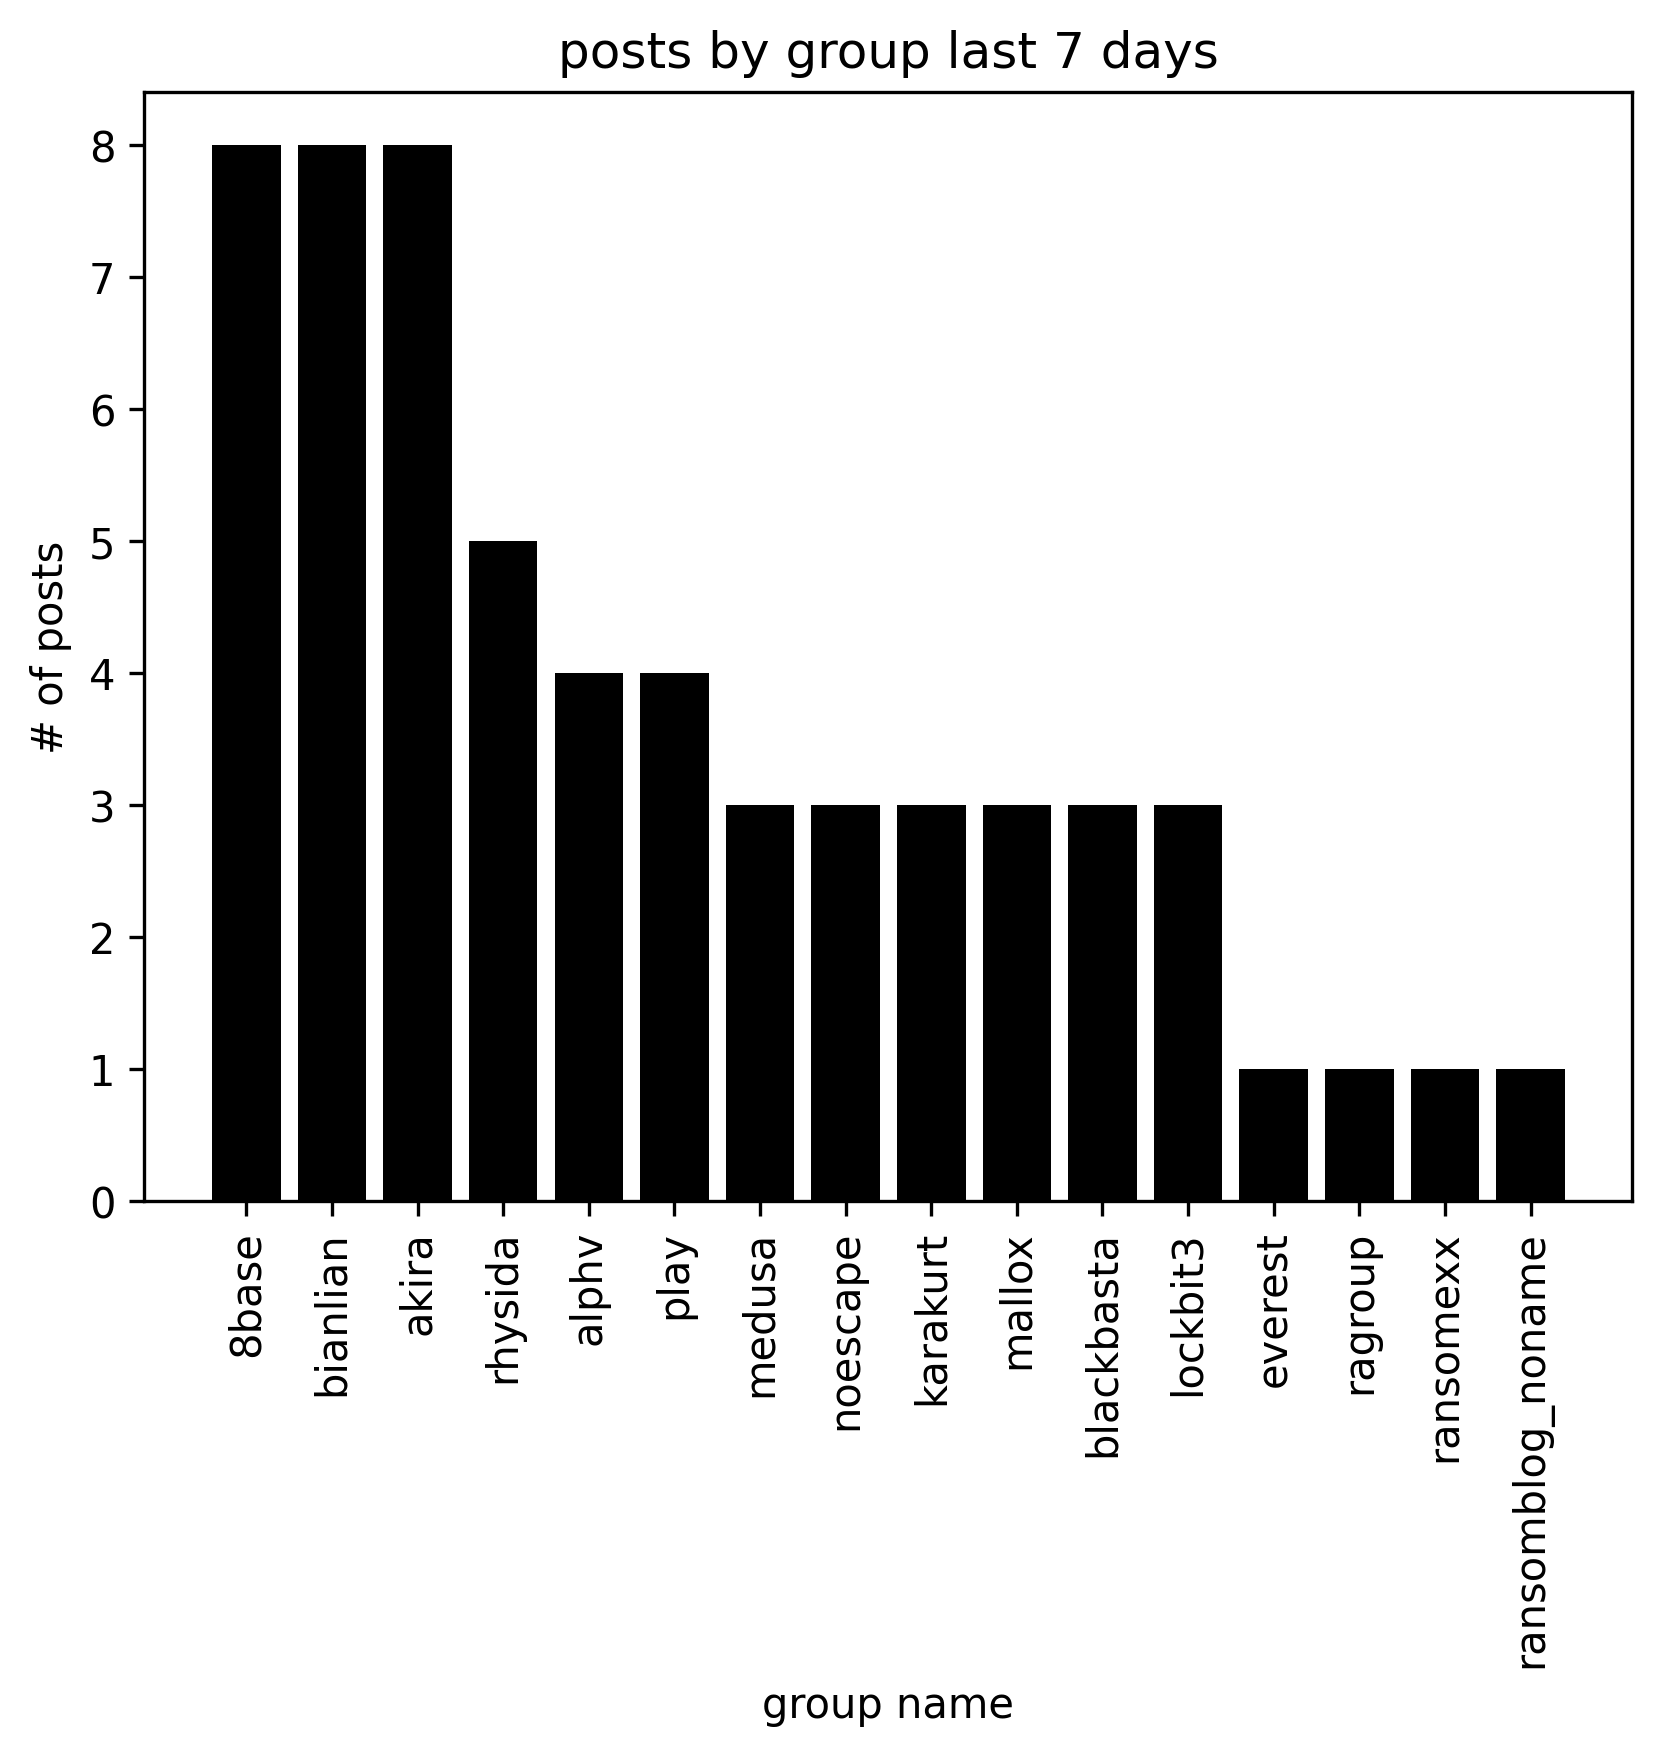 posts by group last 7 days
# of posts
8
7
6
5
4
3
2
1
0
8base
bianlian
akira
rhysida
alphv
play
medusa
noescape
karakurt
mallox
blackbasta
lockbit3
everest
ragroup
ransomexx
ransomblog_noname
group name